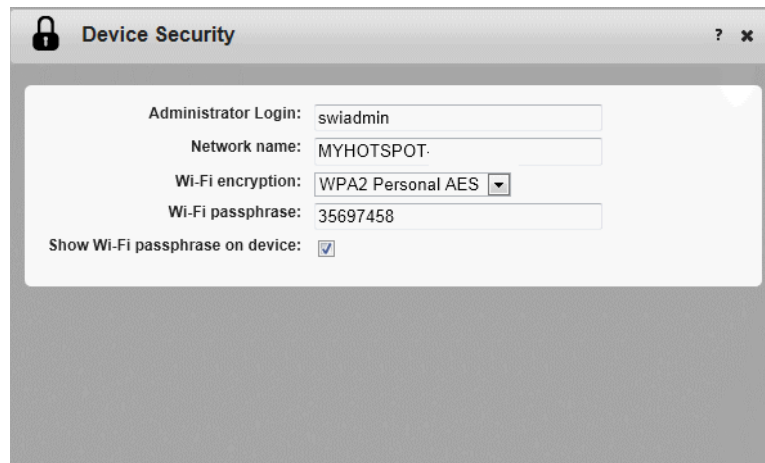 Device Security ? ×
Administrator Login: swiadmin
Network name: MYHOTSPOT-
Wi-Fi encryption: WPA2 Personal AES
Wi-Fi passphrase: 35697458
Show Wi-Fi passphrase on device: